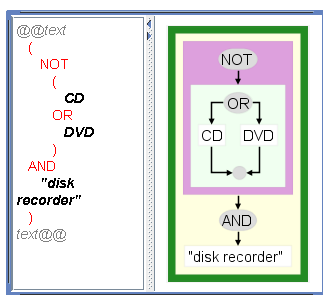 @@text
(
NOT
(
CD
OR
DVD
)
AND
"disk
recorder"
)
text@@
NOT
OR
CD DVD
AND
"disk recorder"